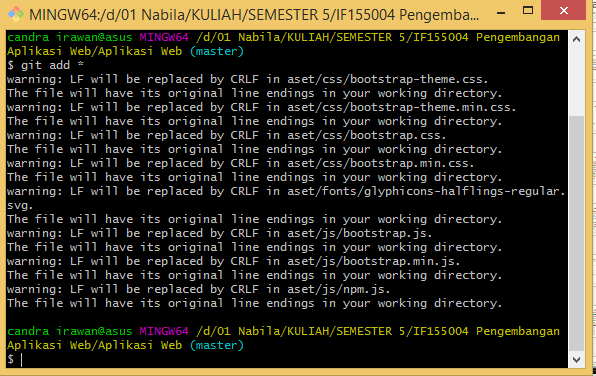 MINGW64:/d/01 Nabila/KULIAH/SEMESTER 5/IF155004 Pengemba...
candra irawan@asus MINGW64 /d/01 Nabila/KULIAH/SEMESTER 5/IF155004 Pengembangan
Aplikasi Web/Aplikasi Web (master)
$ git add *
warning: LF will be replaced by CRLF in aset/css/bootstrap-theme.css.
The file will have its original line endings in your working directory.
warning: LF will be replaced by CRLF in aset/css/bootstrap-theme.min.css.
The file will have its original line endings in your working directory.
warning: LF will be replaced by CRLF in aset/css/bootstrap.css.
The file will have its original line endings in your working directory.
warning: LF will be replaced by CRLF in aset/css/bootstrap.min.css.
The file will have its original line endings in your working directory.
warning: LF will be replaced by CRLF in aset/fonts/glyphicons-halflings-regular.
svg.
The file will have its original line endings in your working directory.
warning: LF will be replaced by CRLF in aset/js/bootstrap.js.
The file will have its original line endings in your working directory.
warning: LF will be replaced by CRLF in aset/js/bootstrap.min.js.
The file will have its original line endings in your working directory.
warning: LF will be replaced by CRLF in aset/js/npm.js.
The file will have its original line endings in your working directory.
candra irawan@asus MINGW64 /d/01 Nabila/KULIAH/SEMESTER 5/IF155004 Pengembangan
Aplikasi Web/Aplikasi Web (master)
$